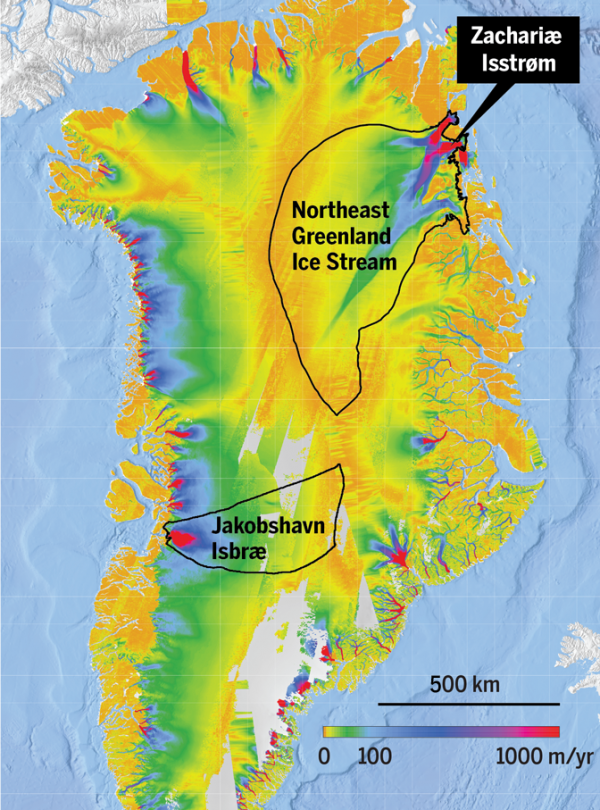 Zachariæ
Isstrøm
Northeast
Greenland
Ice Stream
Jakobshavn
Isbræ
500 km
0 100 1000 m/yr